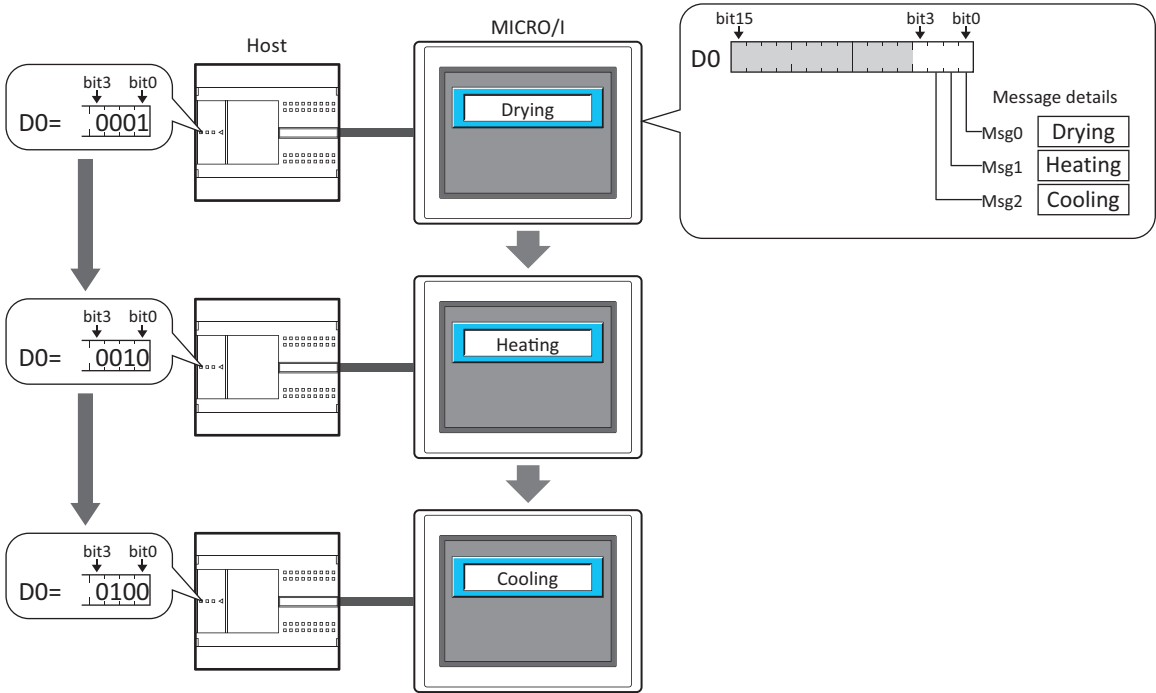 Host
MICRO/I
bit15 bit3 bit0
D0
Message details
Msg0 Drying
Msg1 Heating
Msg2 Cooling
bit3 bit0
D0= 0001
Drying
bit3 bit0
D0= 0010
Heating
bit3 bit0
D0= 0100
Cooling